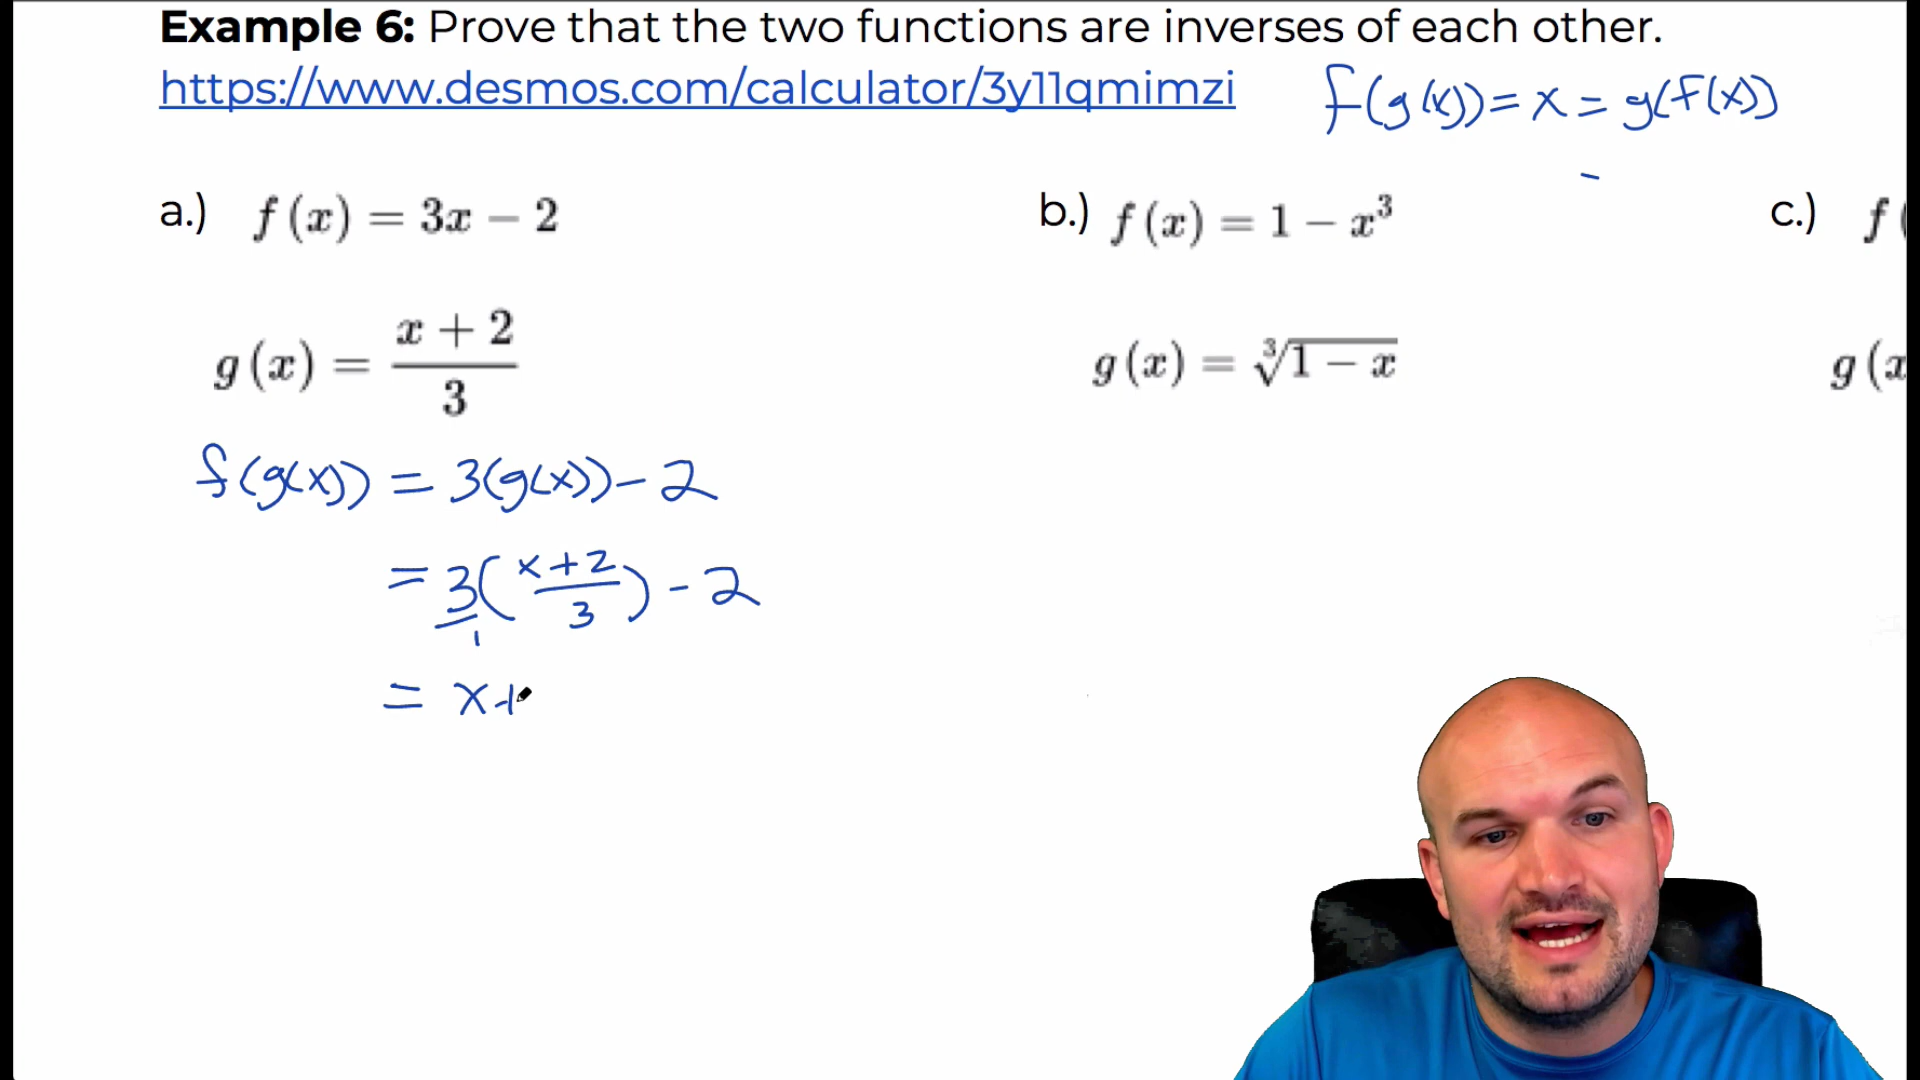 Example 6: Prove that the two functions are inverses of each other.
https://www.desmos.com/calculator/3y11qmimzi
f(g(x)) = x = g(f(x))
-
a.) f(x) = 3x − 2
b.) f(x) = 1 − x³
c.) f(
g(x) = (x + 2)/3
g(x) = ∛(1 − x)
g(x
f(g(x)) = 3(g(x)) - 2
= 3/1 ((x+2)/3) - 2
= x+